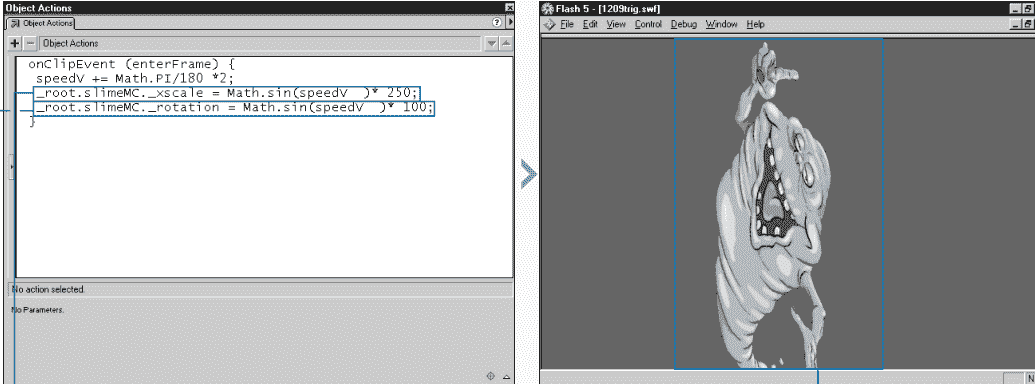 Object Actions
Object Actions
Object Actions
onClipEvent (enterFrame) {
speedV += Math.PI/180 *2;
_root.slimeMC._xscale = Math.sin(speedV  )* 250;
_root.slimeMC._rotation = Math.sin(speedV  )* 100;
}
No action selected.
No Parameters.
Flash 5 - [1209trig.swf]
File Edit View Control Debug Window Help